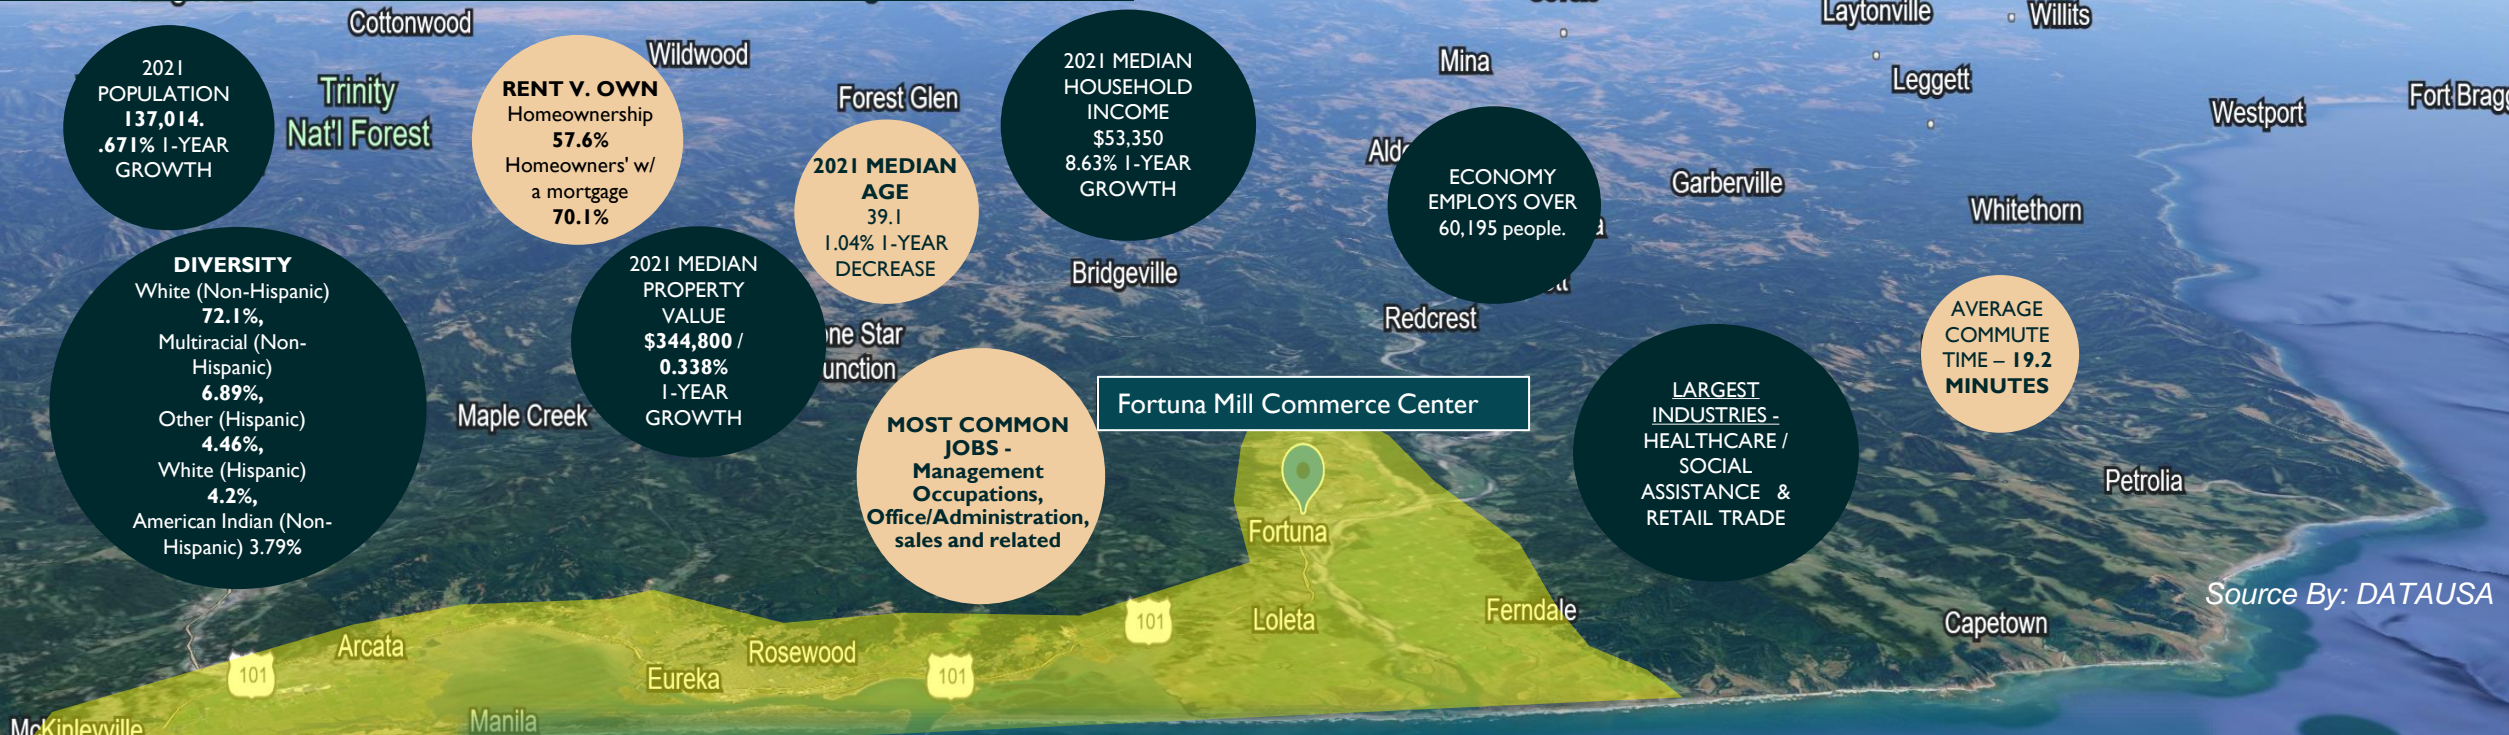 Cottonwood
Wildwood
Trinity
Nat'l Forest
Forest Glen
Mina
Laytonville
Willits
Leggett
Westport
Garberville
Whitethorn
Bridgeville
Redcrest
Maple Creek
Petrolia
Capetown
2021
POPULATION
137,014.
.671% 1-YEAR
GROWTH
RENT V. OWN
Homeownership
57.6%
Homeowners' w/
a mortgage
70.1%
2021 MEDIAN
AGE
39.1
1.04% 1-YEAR
DECREASE
2021 MEDIAN
HOUSEHOLD
INCOME
$53,350
8.63% 1-YEAR
GROWTH
ECONOMY
EMPLOYS OVER
60,195 people.
DIVERSITY
White (Non-Hispanic)
72.1%,
Multiracial (Non-
Hispanic)
6.89%,
Other (Hispanic)
4.46%,
White (Hispanic)
4.2%,
American Indian (Non-
Hispanic) 3.79%
2021 MEDIAN
PROPERTY
VALUE
$344,800 /
0.338%
1-YEAR
GROWTH
MOST COMMON
JOBS -
Management
Occupations,
Office/Administration,
sales and related
Fortuna Mill Commerce Center
LARGEST
INDUSTRIES -
HEALTHCARE /
SOCIAL
ASSISTANCE &
RETAIL TRADE
AVERAGE
COMMUTE
TIME – 19.2
MINUTES
Source By: DATAUSA
Fortuna
Loleta
Ferndale
101
Rosewood
101
Eureka
Arcata
101
Manila
McKinleyville